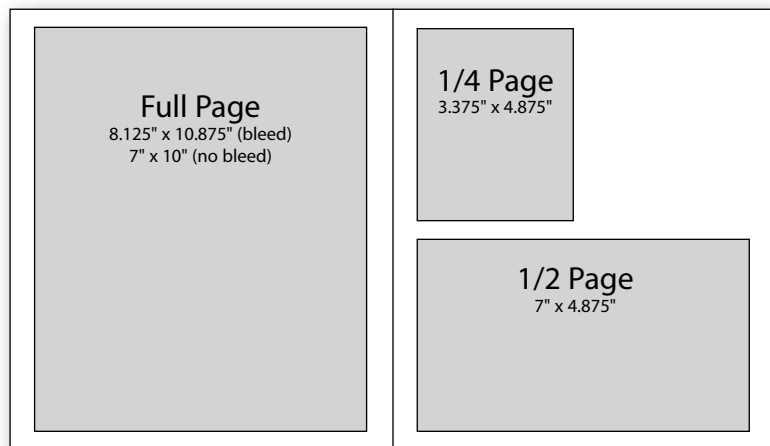 Full Page
8.125" x 10.875" (bleed)
7" x 10" (no bleed)
1/4 Page
3.375" x 4.875"
1/2 Page
7" x 4.875"